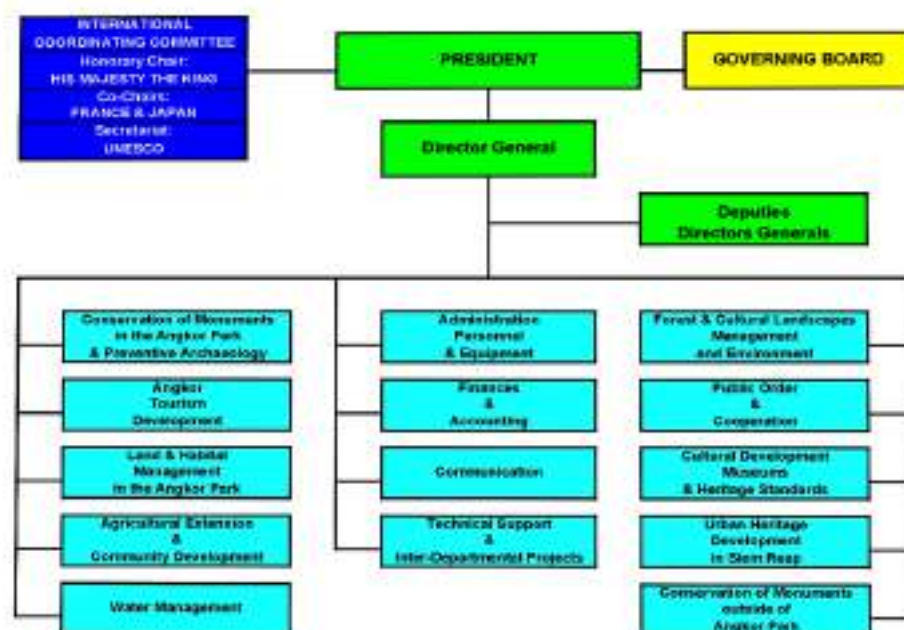 INTERNATIONAL
COORDINATING COMMITTEE
Honorary Chair:
HIS MAJESTY THE KING
Co-Chairs:
FRANCE & JAPAN
Secretariat:
UNESCO
PRESIDENT
GOVERNING BOARD
Director General
Deputies
Directors Generals
Conservation of Monuments
in the Angkor Park
& Preventive Archaeology
Angkor
Tourism
Development
Land & Habitat
Management
in the Angkor Park
Agricultural Extension
&
Community Development
Water Management
Administration
Personnal
& Equipment
Finances
&
Accounting
Communication
Technical Support
&
Inter-Departmental Projects
Forest & Cultural Landscapes
Management
and Environment
Public Order
&
Cooperation
Cultural Development
Museums
& Heritage Standards
Urban Heritage
Development
in Siem Reap
Conservation of Monuments
outside of
Angkor Park